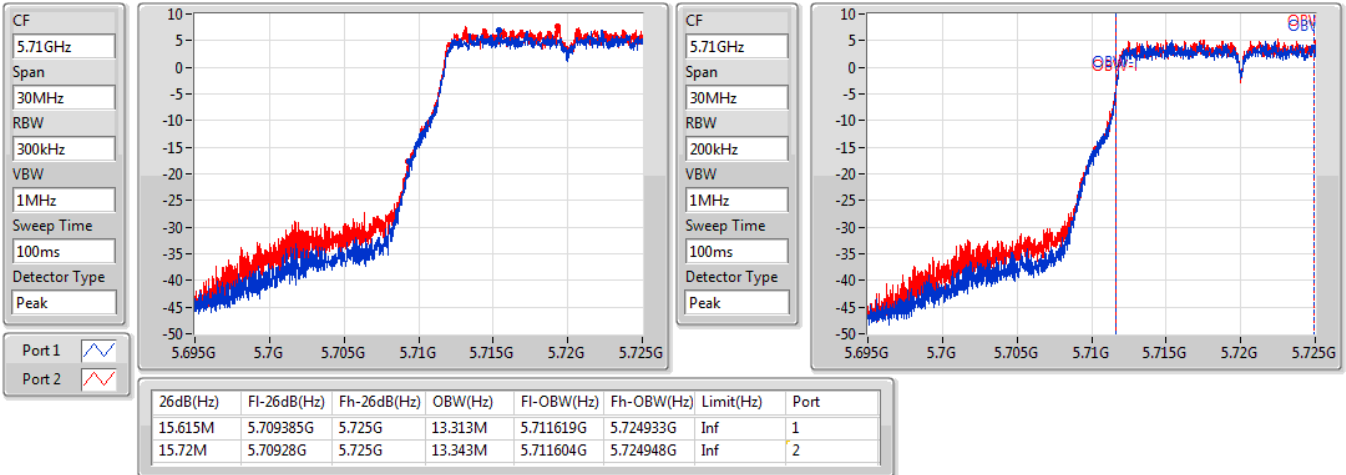 CF
5.71GHz
Span
30MHz
RBW
300kHz
VBW
1MHz
Sweep Time
100ms
Detector Type
Peak
Port 1
Port 2
10
5
0
-5
-10
-15
-20
-25
-30
-35
-40
-45
-50
5.695G 5.7G 5.705G 5.71G 5.715G 5.72G 5.725G
CF
5.71GHz
Span
30MHz
RBW
200kHz
VBW
1MHz
Sweep Time
100ms
Detector Type
Peak
10
5
0
-5
-10
-15
-20
-25
-30
-35
-40
-45
-50
5.695G 5.7G 5.705G 5.71G 5.715G 5.72G 5.725G
26dB(Hz) Fl-26dB(Hz) Fh-26dB(Hz) OBW(Hz) Fl-OBW(Hz) Fh-OBW(Hz) Limit(Hz) Port
15.615M 5.709385G 5.725G 13.313M 5.711619G 5.724933G Inf 1
15.72M 5.70928G 5.725G 13.343M 5.711604G 5.724948G Inf 2